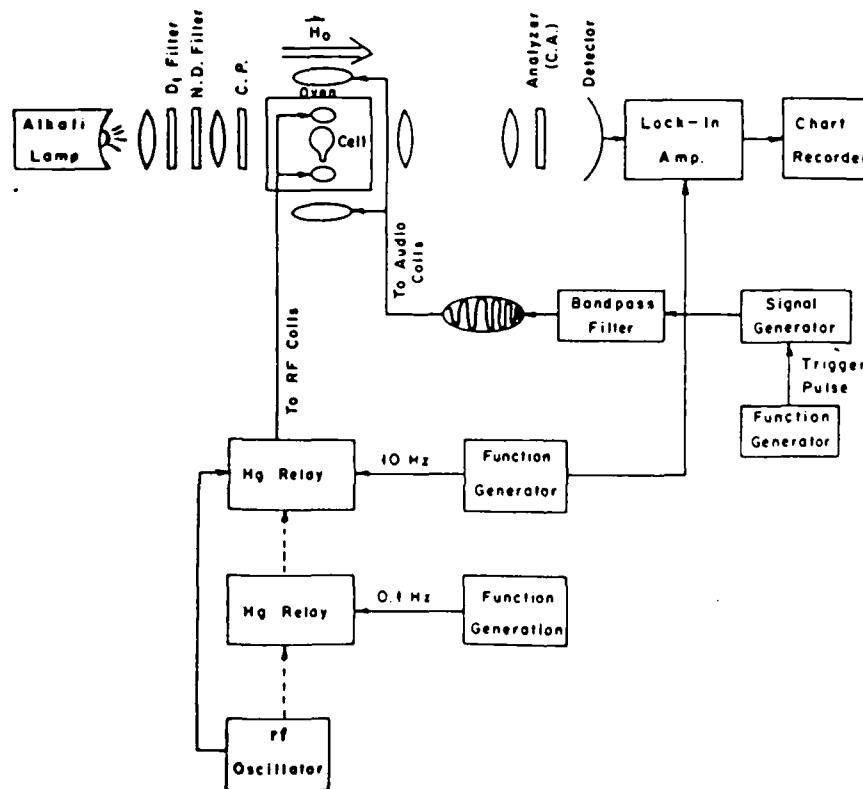 D1 Filter
N.D. Filter
C.P.
H0
Analyzer
(C.A.)
Detector
Alkali
Lamp
Oven
Cell
Lock-In
Amp.
Chart
Recorder
To Audio
Coils
Bandpass
Filter
Signal
Generator
Trigger
Pulse
Function
Generator
To RF Coils
Hg Relay
10 Hz
Function
Generator
Hg Relay
0.1 Hz
Function
Generation
rf
Oscillator